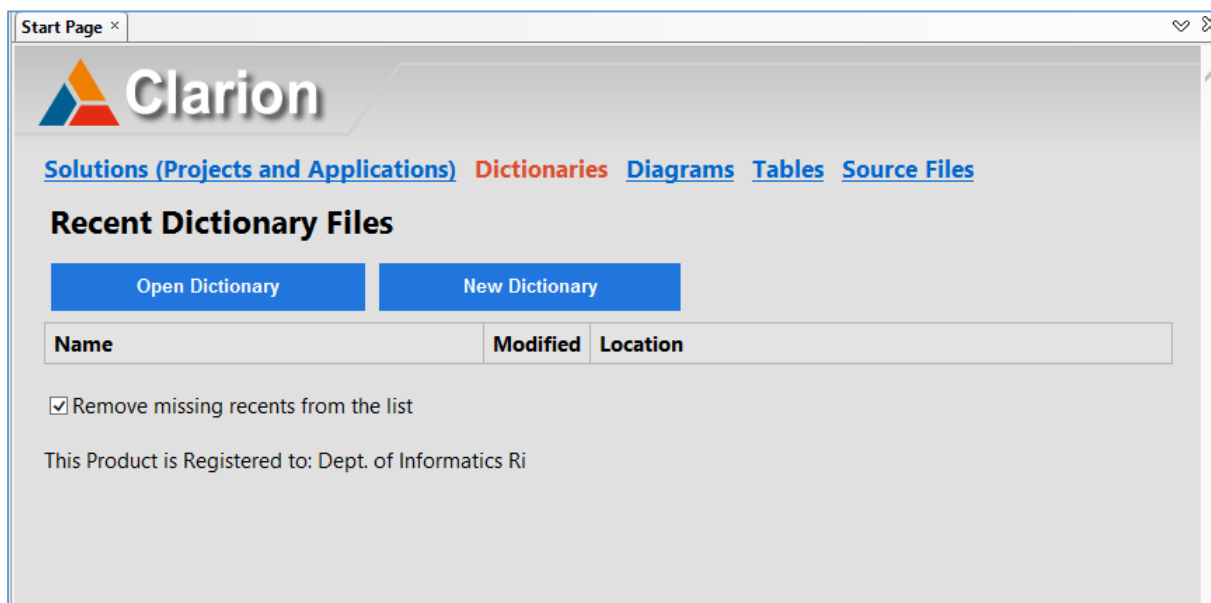 Start Page
Clarion
Solutions (Projects and Applications) Dictionaries Diagrams Tables Source Files
Recent Dictionary Files
Open Dictionary New Dictionary
Name Modified Location
Remove missing recents from the list
This Product is Registered to: Dept. of Informatics Ri